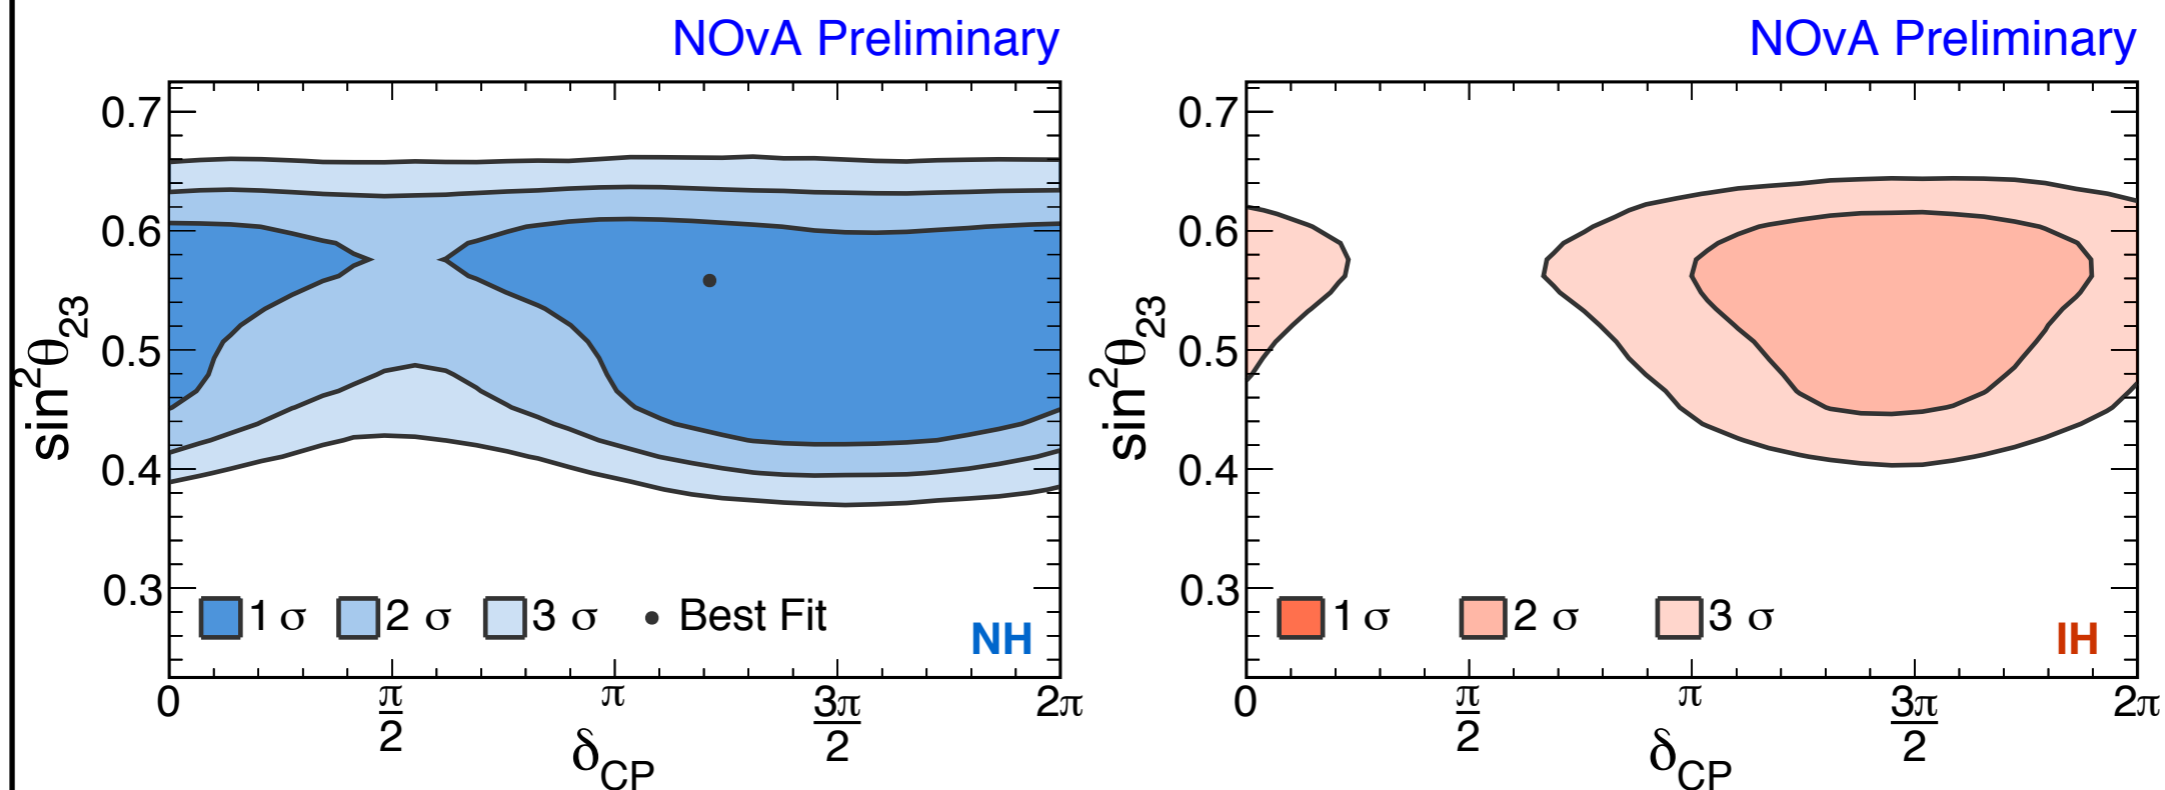 NOvA Preliminary
0.7
0.6
0.5
0.4
0.3
sin²θ₂₃
1 σ 2 σ 3 σ Best Fit
NH
0 π/2 π 3π/2 2π
δCP
NOvA Preliminary
0.7
0.6
0.5
0.4
0.3
sin²θ₂₃
1 σ 2 σ 3 σ
IH
0 π/2 π 3π/2 2π
δCP